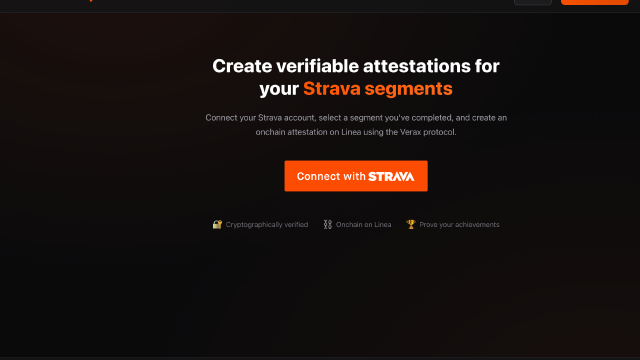 Create verifiable attestations for
your Strava segments
Connect your Strava account, select a segment you've completed, and create an
onchain attestation on Linea using the Verax protocol.
Connect with STRAVA
Cryptographically verified
Onchain on Linea
Prove your achievements